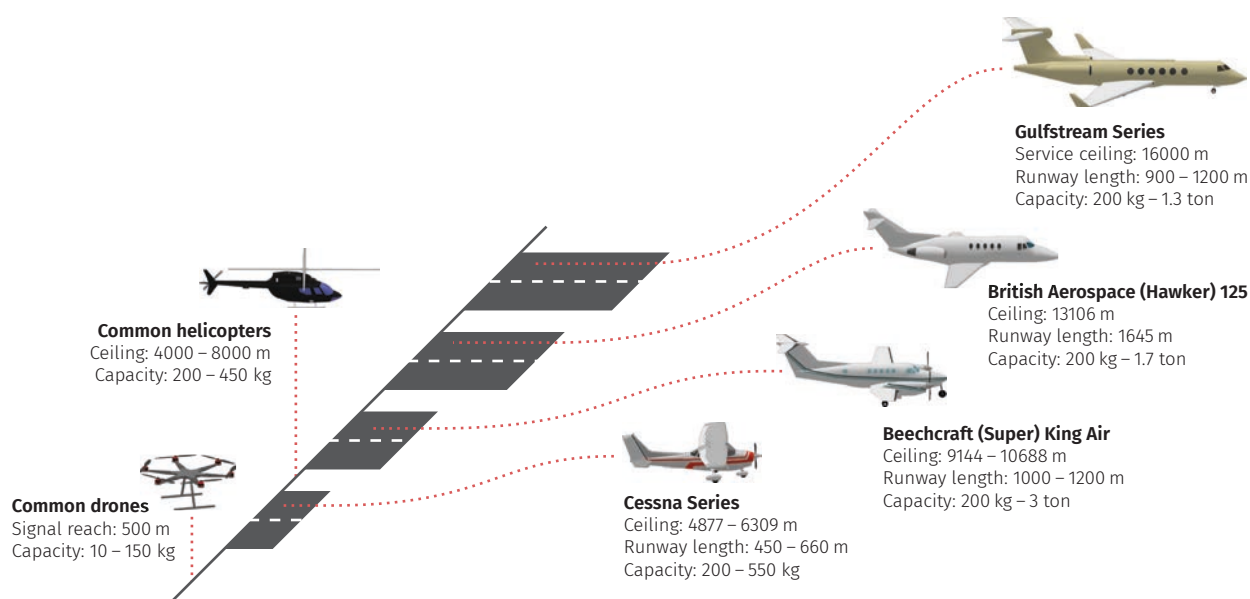 Gulfstream Series
Service ceiling: 16000 m
Runway length: 900 – 1200 m
Capacity: 200 kg – 1.3 ton
British Aerospace (Hawker) 125
Ceiling: 13106 m
Runway length: 1645 m
Capacity: 200 kg – 1.7 ton
Common helicopters
Ceiling: 4000 – 8000 m
Capacity: 200 – 450 kg
Beechcraft (Super) King Air
Ceiling: 9144 – 10688 m
Runway length: 1000 – 1200 m
Capacity: 200 kg – 3 ton
Common drones
Signal reach: 500 m
Capacity: 10 – 150 kg
Cessna Series
Ceiling: 4877 – 6309 m
Runway length: 450 – 660 m
Capacity: 200 – 550 kg